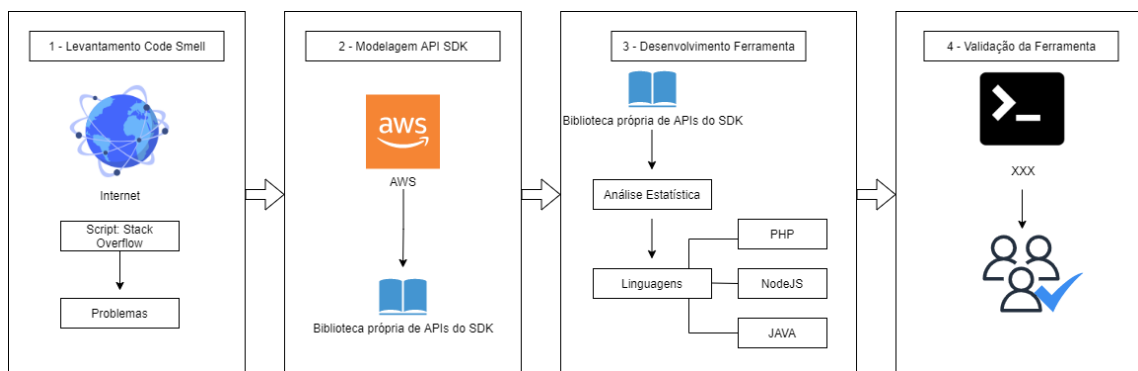 1 - Levantamento Code Smell
Internet
Script: Stack
Overflow
Problemas
2 - Modelagem API SDK
aws
AWS
Biblioteca própria de APIs do SDK
3 - Desenvolvimento Ferramenta
Biblioteca própria de APIs do SDK
Análise Estatística
Linguagens
PHP
NodeJS
JAVA
4 - Validação da Ferramenta
XXX